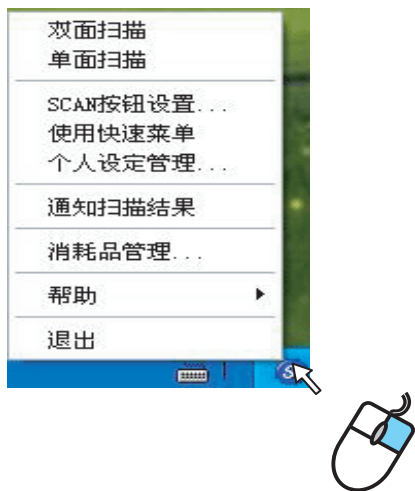 双面扫描
单面扫描
SCAN按钮设置...
使用快速菜单
个人设定管理...
通知扫描结果
消耗品管理...
帮助
退出
S